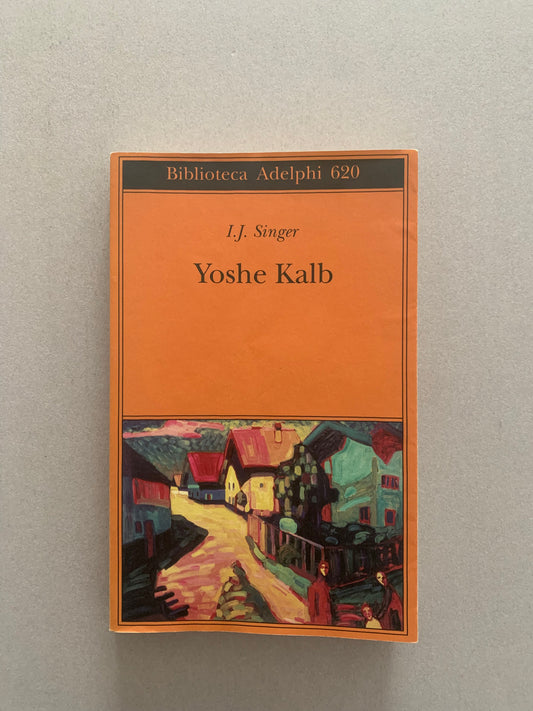 Biblioteca Adelphi 620
I.J. Singer
Yoshe Kalb